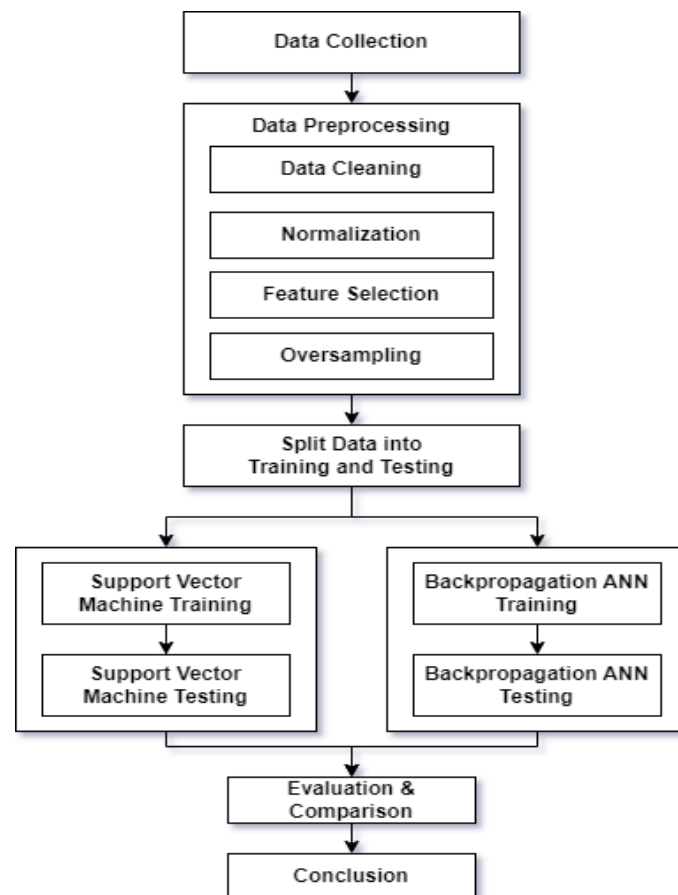 Data Collection
Data Preprocessing
Data Cleaning
Normalization
Feature Selection
Oversampling
Split Data into
Training and Testing
Support Vector
Machine Training
Support Vector
Machine Testing
Backpropagation ANN
Training
Backpropagation ANN
Testing
Evaluation &
Comparison
Conclusion